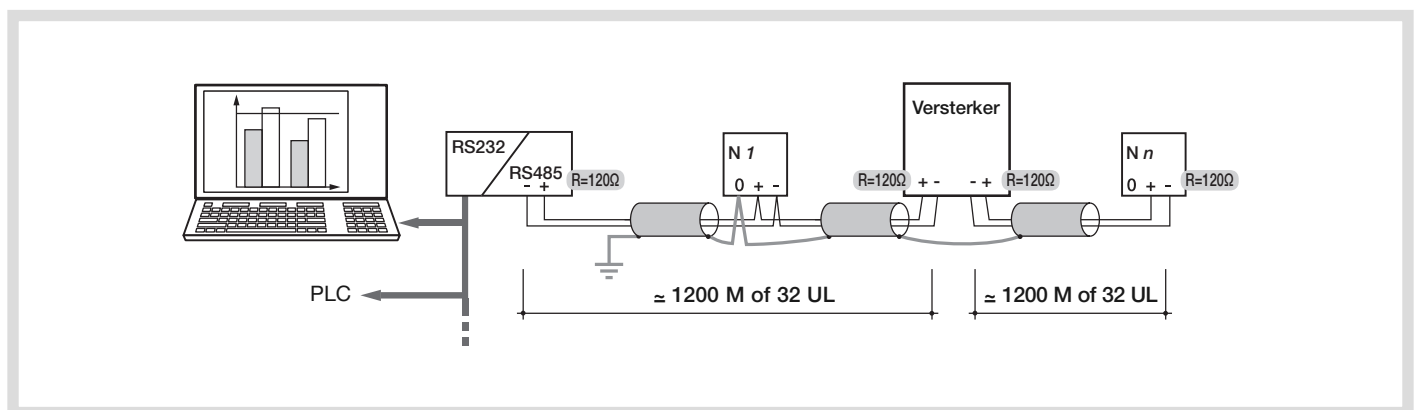 Versterker
RS232
RS485
- +
R=120Ω
N 1
0 + -
R=120Ω
+ -
- +
R=120Ω
N n
0 + -
R=120Ω
PLC
≃ 1200 M of 32 UL
≃ 1200 M of 32 UL